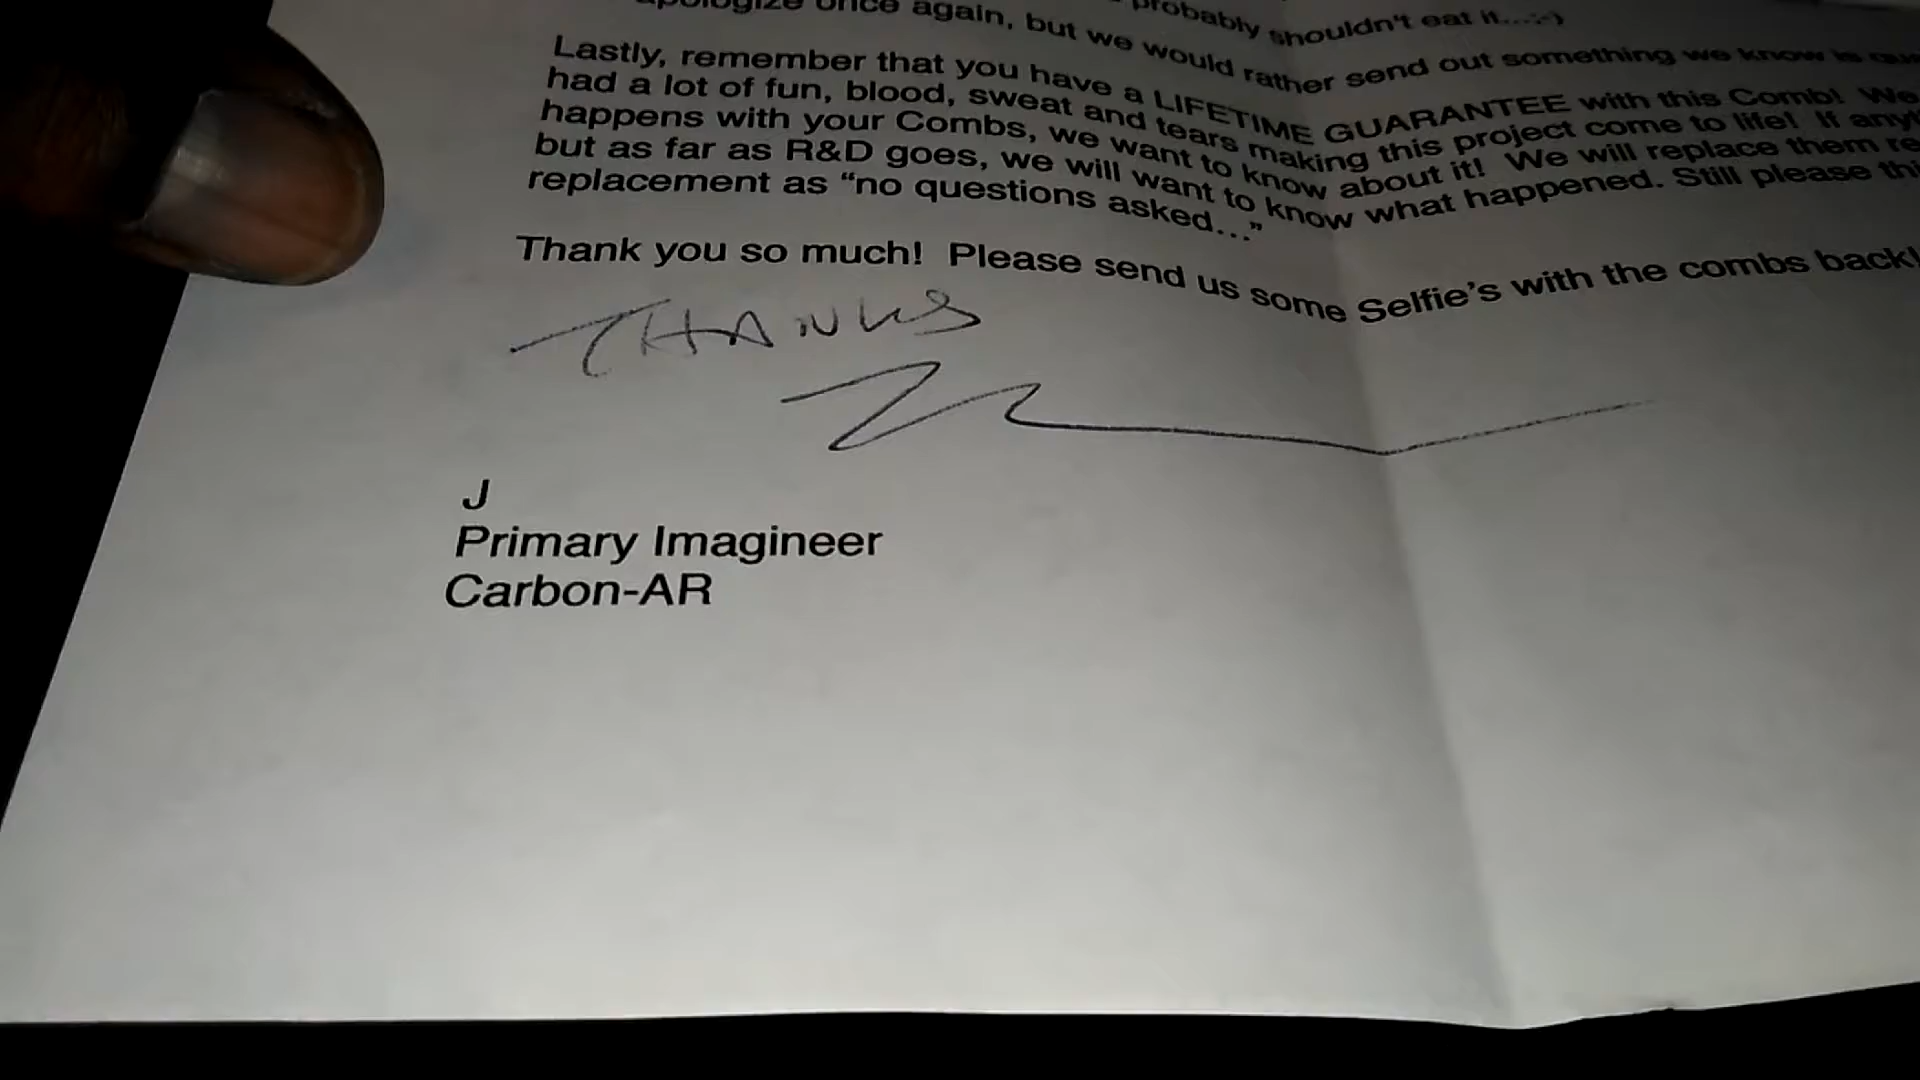 probably shouldn't eat it...:-)
apologize once again, but we would rather send out something we know is
Lastly, remember that you have a LIFETIME GUARANTEE with this Comb! We
had a lot of fun, blood, sweat and tears making this project come to life! If
happens with your Combs, we want to know about it! We will replace them
but as far as R&D goes, we will want to know what happened. Still please
replacement as “no questions asked...”
Thank you so much! Please send us some Selfie’s with the combs back!
THANKS
J
Primary Imagineer
Carbon-AR